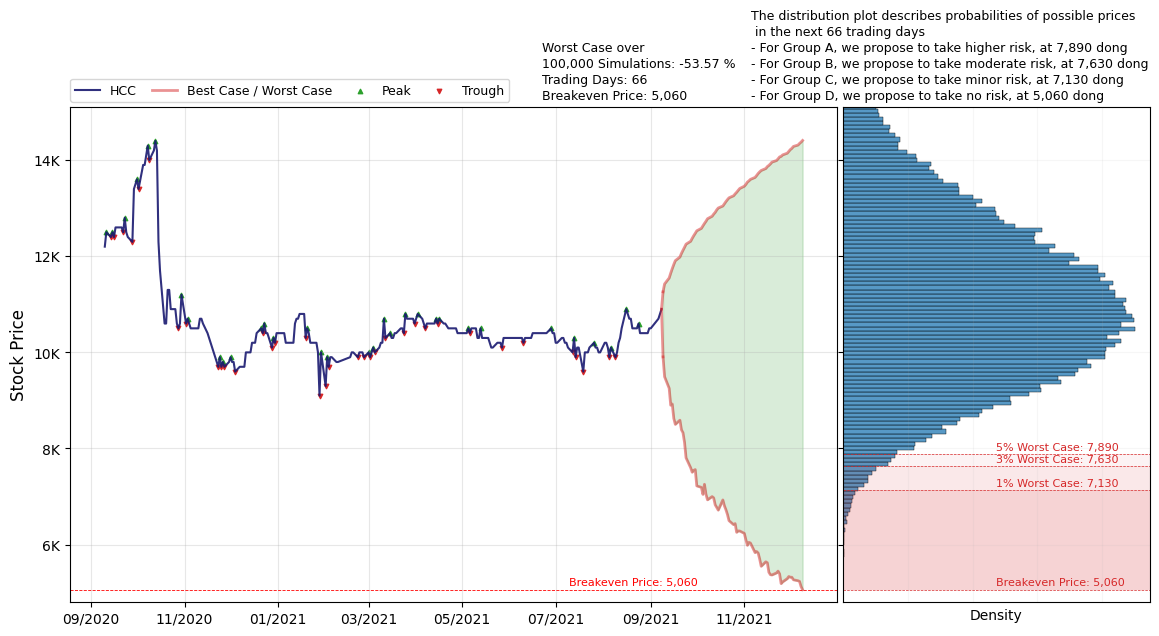 The distribution plot describes probabilities of possible prices
in the next 66 trading days
- For Group A, we propose to take higher risk, at 7,890 dong
- For Group B, we propose to take moderate risk, at 7,630 dong
- For Group C, we propose to take minor risk, at 7,130 dong
- For Group D, we propose to take no risk, at 5,060 dong
Worst Case over
100,000 Simulations: -53.57 %
Trading Days: 66
Breakeven Price: 5,060
HCC
Best Case / Worst Case
Peak
Trough
Stock Price
14K
12K
10K
8K
6K
Breakeven Price: 5,060
09/2020
11/2020
01/2021
03/2021
05/2021
07/2021
09/2021
11/2021
5% Worst Case: 7,890
3% Worst Case: 7,630
1% Worst Case: 7,130
Breakeven Price: 5,060
Density